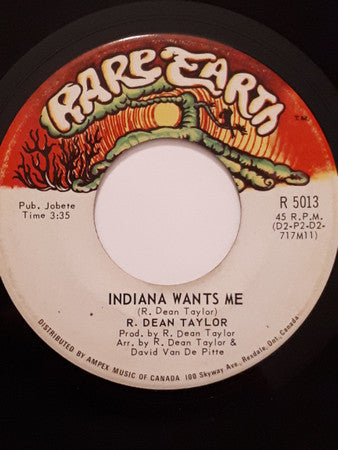 RARE EARTH
T.M.
Pub. Jobete
Time 3:35
R 5013
45 R.P.M.
(D2-P2-D2-
717M11)
INDIANA WANTS ME
(R. Dean Taylor)
R. DEAN TAYLOR
Prod. by R. Dean Taylor
Arr. by R. Dean Taylor &
David Van De Pitte
DISTRIBUTED BY AMPEX MUSIC OF CANADA 100 Skyway Ave., Rexdale, Ont. Canada